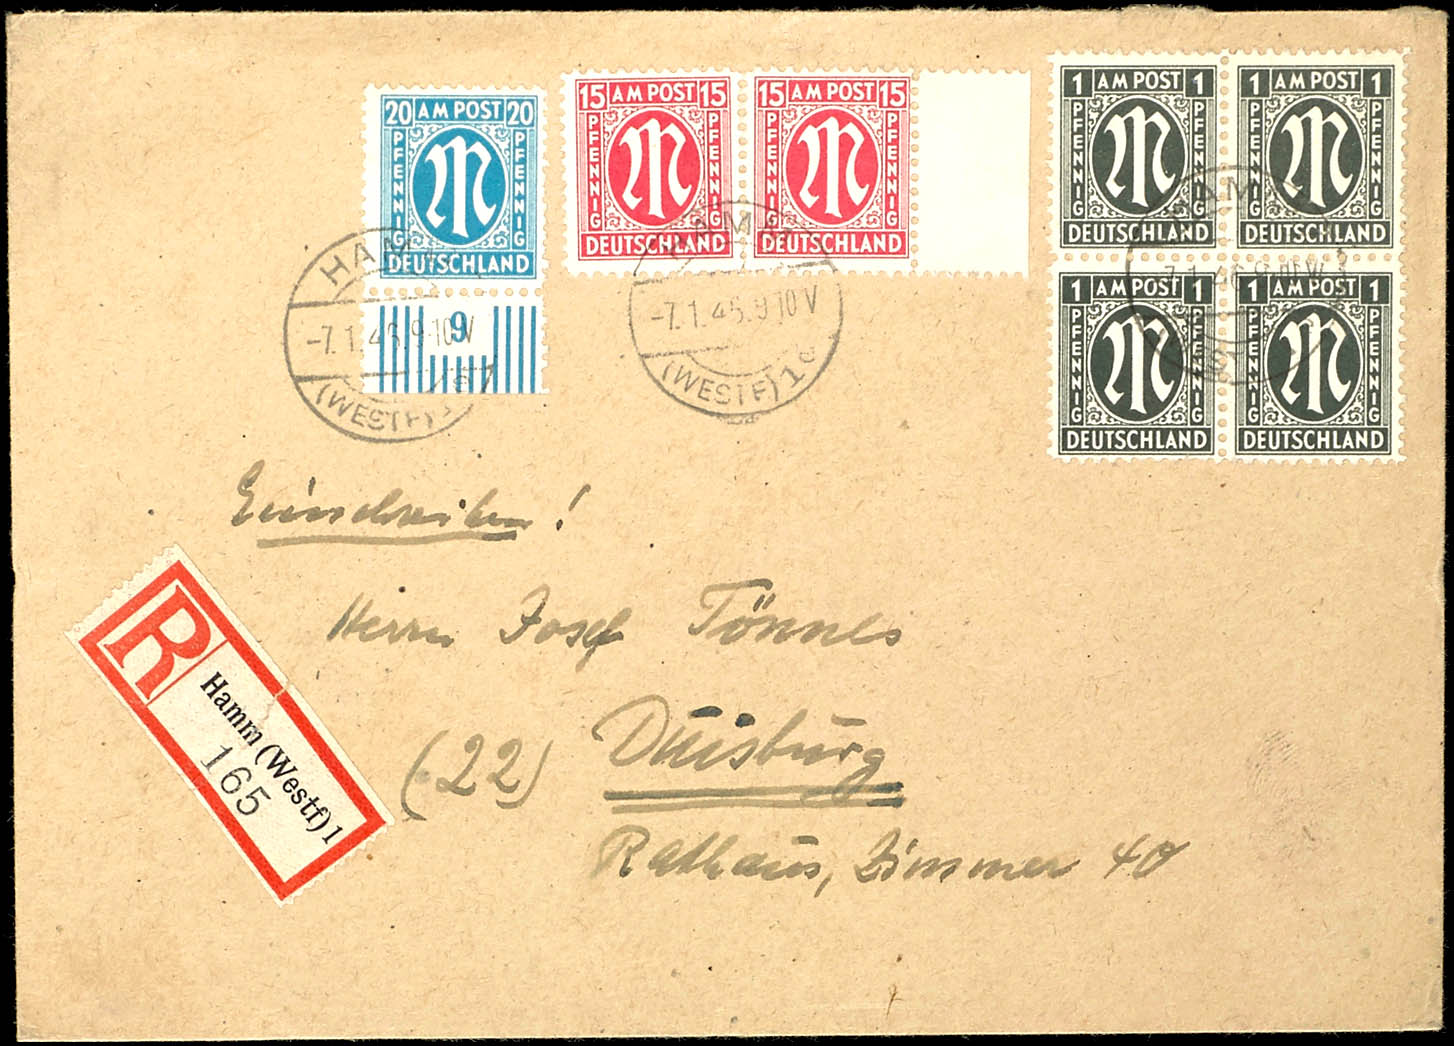 20 AM POST 20
PFENNIG PFENNIG
DEUTSCHLAND
9
15 AM POST 15
PFENNIG PFENNIG
DEUTSCHLAND
15 AM POST 15
PFENNIG PFENNIG
DEUTSCHLAND
1 AM POST 1
PFENNIG PFENNIG
DEUTSCHLAND
1 AM POST 1
PFENNIG PFENNIG
DEUTSCHLAND
1 AM POST 1
PFENNIG PFENNIG
DEUTSCHLAND
1 AM POST 1
PFENNIG PFENNIG
DEUTSCHLAND
HAMM
-7.1.46.9-10V
(WESTF)
HAMM
-7.1.46.9-10V
(WESTF) 1c
Einschreiben!
Herrn Josef Tönnes
(22) Duisburg
Rathaus, Zimmer 40
R
Hamm (Westf) 1
165